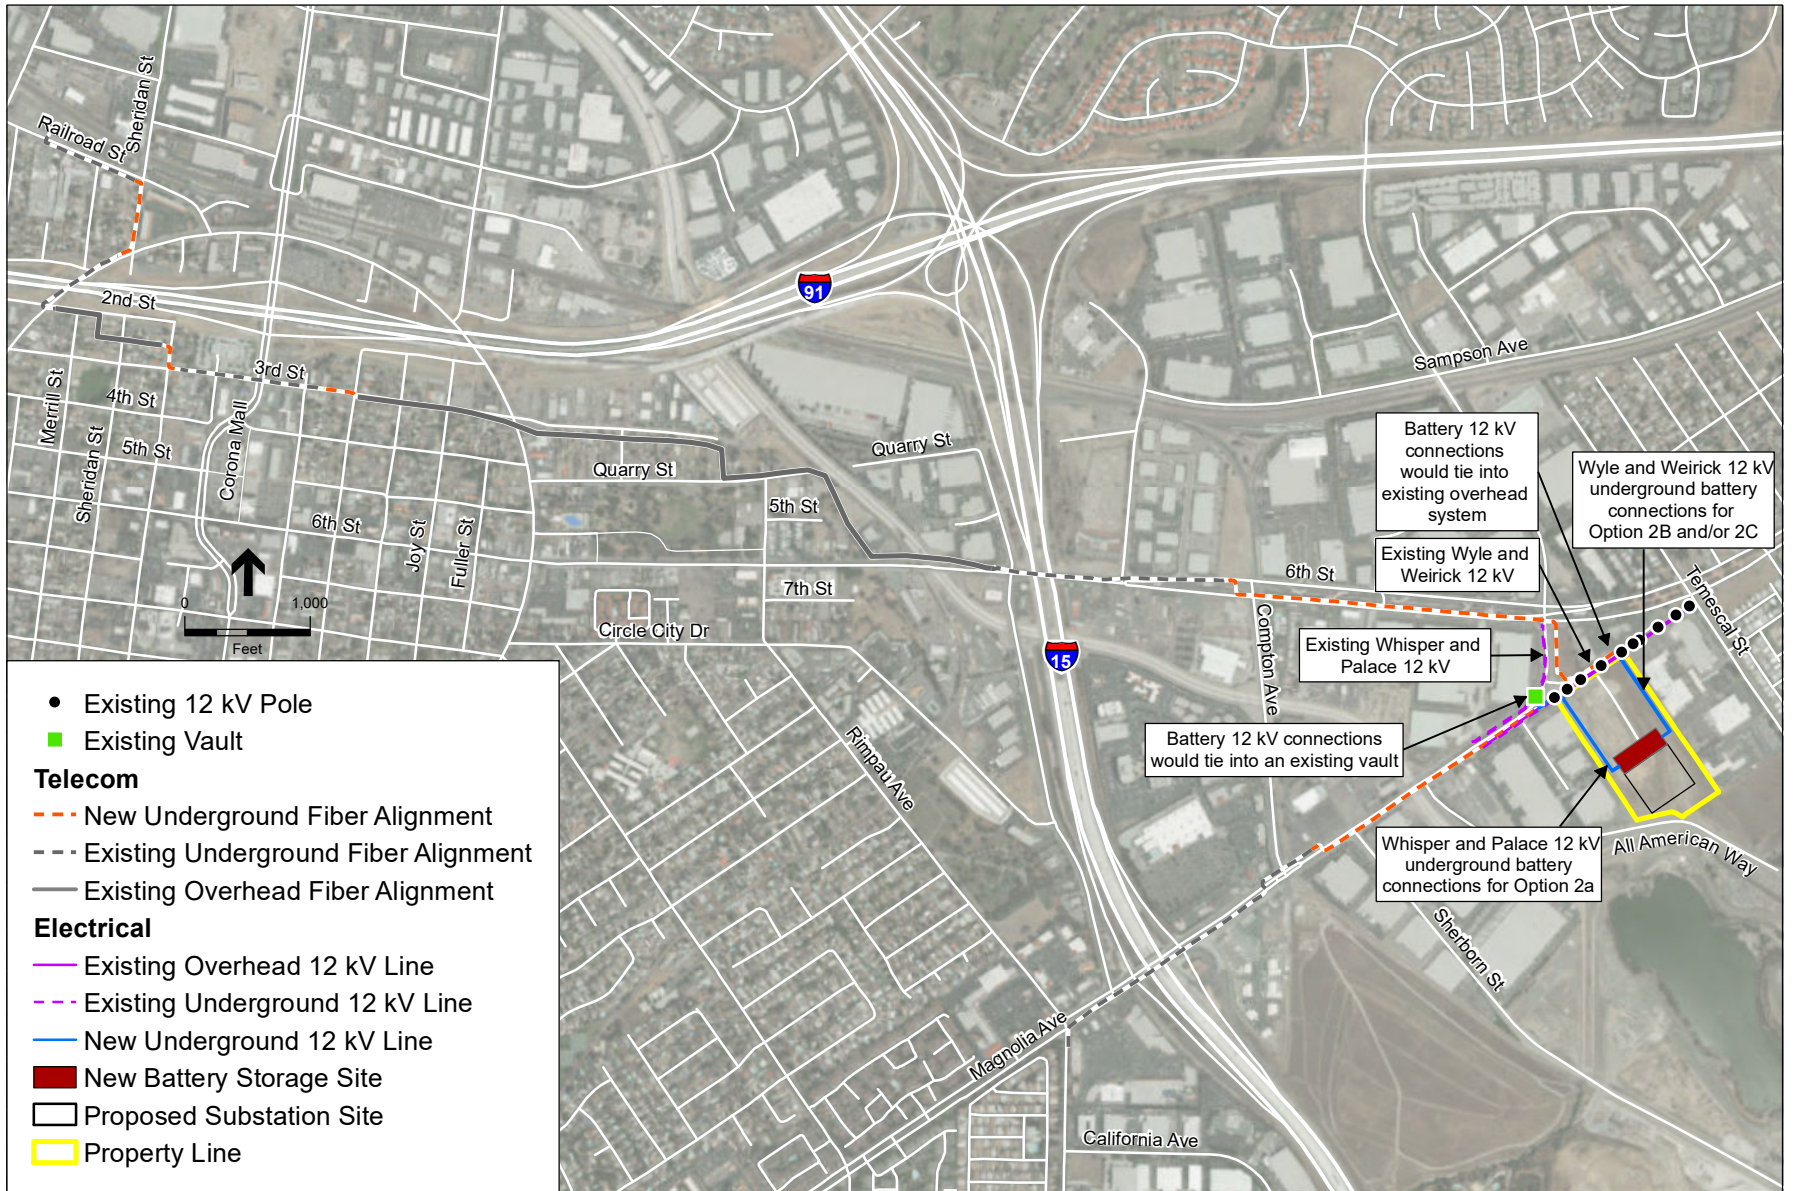 Sheridan St
Railroad St
2nd St
3rd St
4th St
5th St
6th St
Merrill St
Sheridan St
Corona Mall
Joy St
Fuller St
0
1,000
Feet
91
Quarry St
Quarry St
5th St
7th St
Circle City Dr
15
Rimpau Ave
Magnolia Ave
California Ave
Compton Ave
6th St
Sampson Ave
Temescal St
Sherborn St
All American Way
Battery 12 kV
connections
would tie into
existing overhead
system
Wyle and Weirick 12 kV
underground battery
connections for
Option 2B and/or 2C
Existing Wyle and
Weirick 12 kV
Existing Whisper and
Palace 12 kV
Battery 12 kV connections
would tie into an existing vault
Whisper and Palace 12 kV
underground battery
connections for Option 2a
Existing 12 kV Pole
Existing Vault
Telecom
New Underground Fiber Alignment
Existing Underground Fiber Alignment
Existing Overhead Fiber Alignment
Electrical
Existing Overhead 12 kV Line
Existing Underground 12 kV Line
New Underground 12 kV Line
New Battery Storage Site
Proposed Substation Site
Property Line